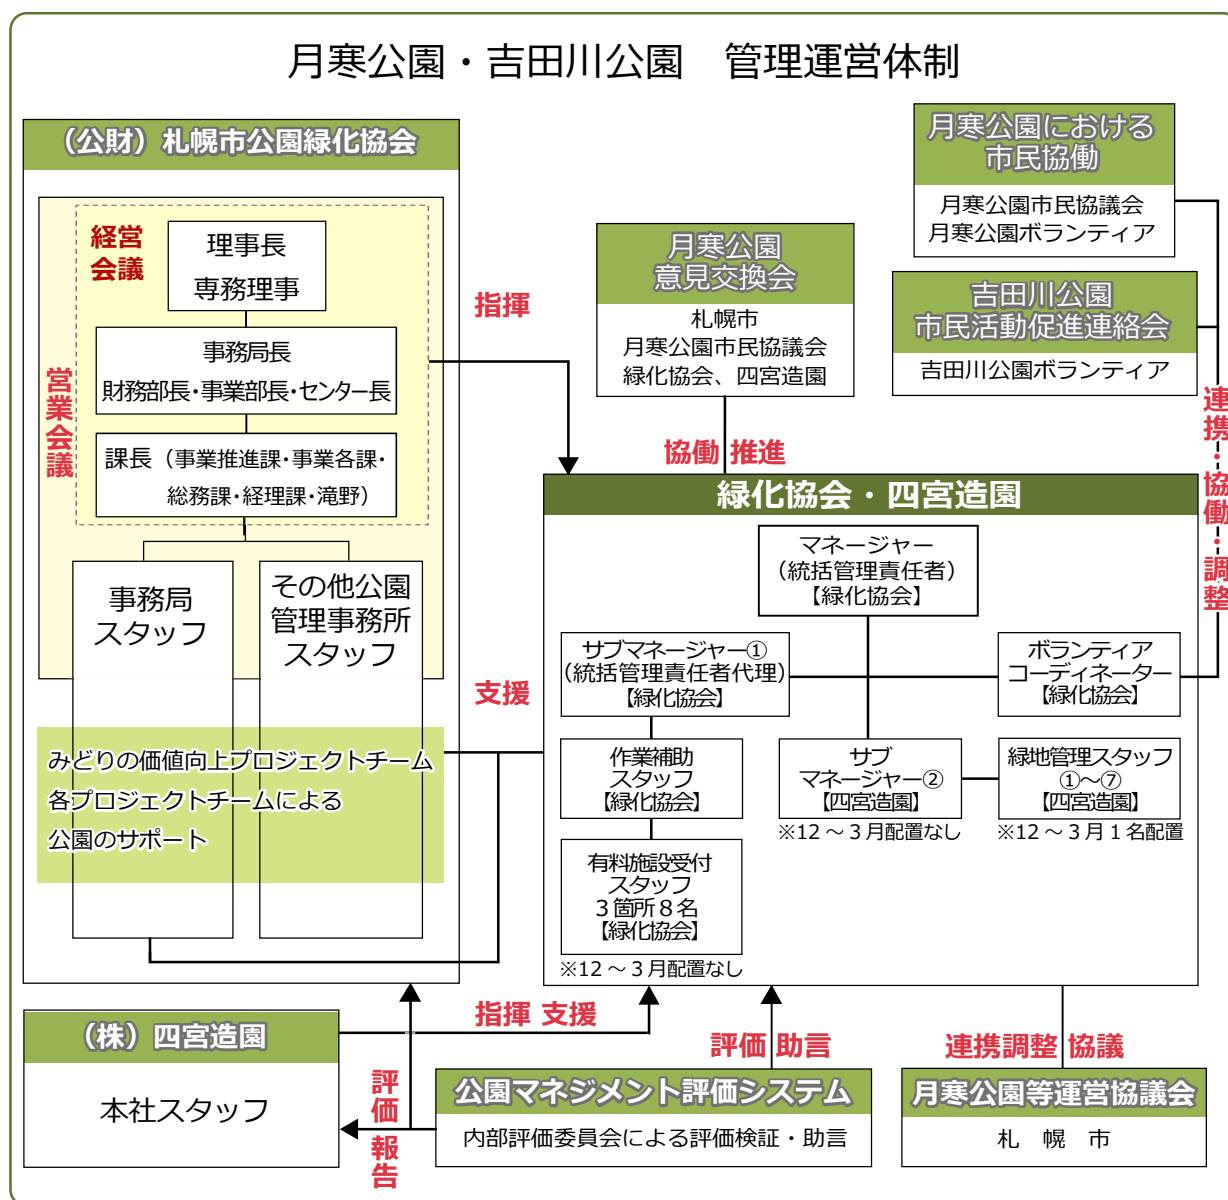 月寒公園・吉田川公園　管理運営体制
（公財）札幌市公園緑化協会
経営
会議
理事長
専務理事
営業会議
事務局長
財務部長・事業部長・センター長
課長（事業推進課・事業各課・
総務課・経理課・滝野）
事務局
スタッフ
その他公園
管理事務所
スタッフ
みどりの価値向上プロジェクトチーム
各プロジェクトチームによる
公園のサポート
指揮
支援
月寒公園
意見交換会
札幌市
月寒公園市民協議会
緑化協会、四宮造園
協働 推進
月寒公園における
市民協働
月寒公園市民協議会
月寒公園ボランティア
吉田川公園
市民活動促進連絡会
吉田川公園ボランティア
連携・協働・調整
緑化協会・四宮造園
マネージャー
（統括管理責任者）
【緑化協会】
サブマネージャー①
（統括管理責任者代理）
【緑化協会】
ボランティア
コーディネーター
【緑化協会】
作業補助
スタッフ
【緑化協会】
サブ
マネージャー②
【四宮造園】
※12 ～ 3 月配置なし
緑地管理スタッフ
①～⑦
【四宮造園】
※12 ～ 3 月 1 名配置
有料施設受付
スタッフ
3 箇所 8 名
【緑化協会】
※12 ～ 3 月配置なし
（株）四宮造園
本社スタッフ
指揮 支援
評価 報告
評価 助言
公園マネジメント評価システム
内部評価委員会による評価検証・助言
連携調整 協議
月寒公園等運営協議会
札　幌　市